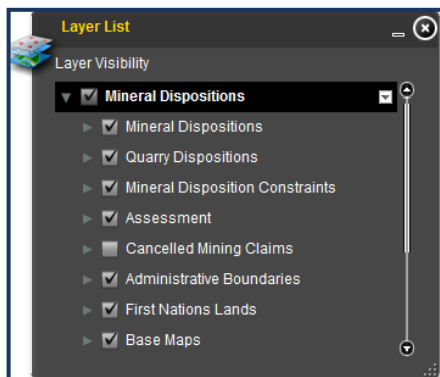 Layer List
Layer Visibility
Mineral Dispositions
Mineral Dispositions
Quarry Dispositions
Mineral Disposition Constraints
Assessment
Cancelled Mining Claims
Administrative Boundaries
First Nations Lands
Base Maps